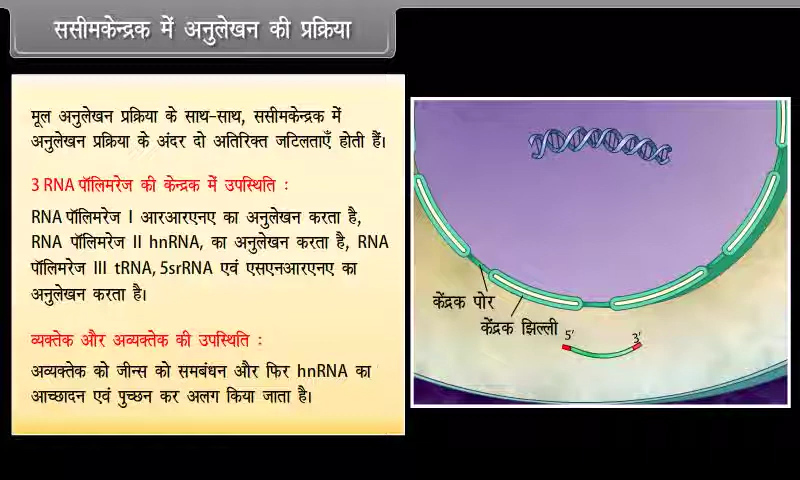 ससीमकेन्द्रक में अनुलेखन की प्रक्रिया
मूल अनुलेखन प्रक्रिया के साथ-साथ, ससीमकेन्द्रक में
अनुलेखन प्रक्रिया के अंदर दो अतिरिक्त जटिलताएँ होती हैं।
3 RNA पॉलिमरेज की केन्द्रक में उपस्थिति :
RNA पॉलिमरेज I आरआरएनए का अनुलेखन करता है,
RNA पॉलिमरेज II hnRNA, का अनुलेखन करता है, RNA
पॉलिमरेज III tRNA, 5srRNA एवं एसएनआरएनए का
अनुलेखन करता है।
व्यक्तेक और अव्यक्तेक की उपस्थिति :
अव्यक्तेक को जीन्स को समबंधन और फिर hnRNA का
आच्छादन एवं पुच्छन कर अलग किया जाता है।
केंद्रक पोर
केंद्रक झिल्ली
5'
3'